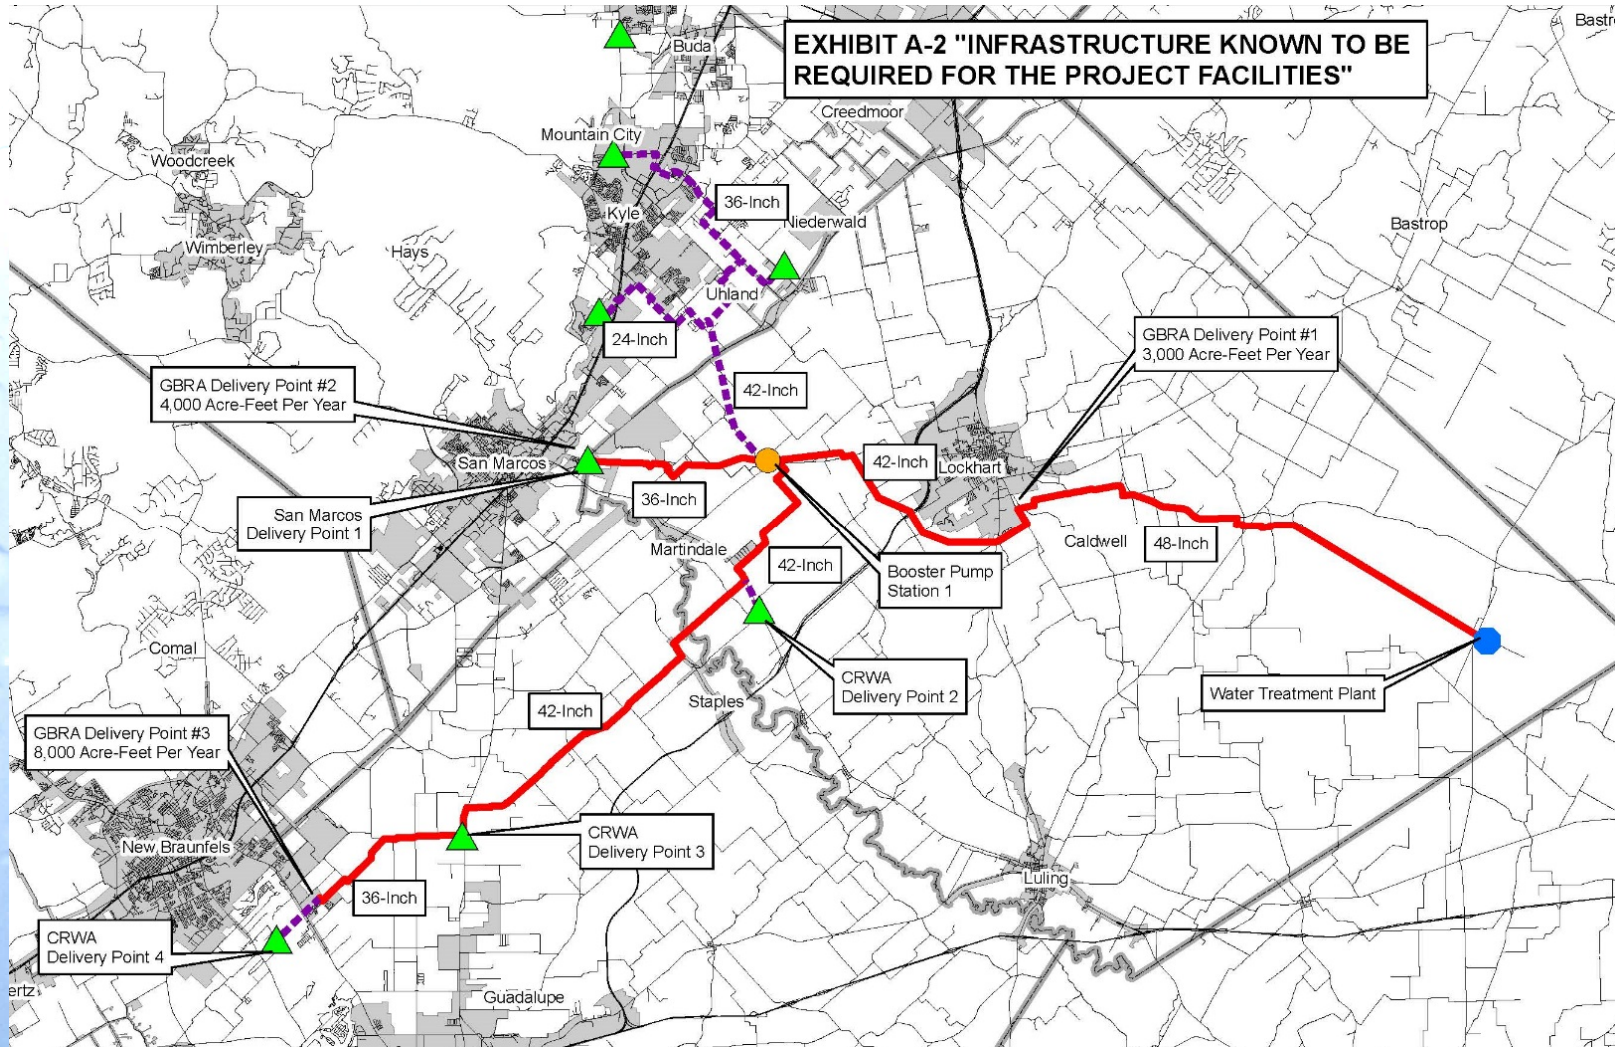 Bastro
EXHIBIT A-2 "INFRASTRUCTURE KNOWN TO BE
REQUIRED FOR THE PROJECT FACILITIES"
Buda
Creedmoor
Mountain City
Woodcreek
36-Inch
Kyle
Niederwald
Bastrop
Wimberley
Hays
Uhland
24-Inch
GBRA Delivery Point #1
3,000 Acre-Feet Per Year
GBRA Delivery Point #2
4,000 Acre-Feet Per Year
42-Inch
San Marcos
42-Inch
Lockhart
36-Inch
San Marcos
Delivery Point 1
Martindale
Caldwell
48-Inch
42-Inch
Booster Pump
Station 1
Comal
CRWA
Delivery Point 2
Water Treatment Plant
Staples
42-Inch
GBRA Delivery Point #3
8,000 Acre-Feet Per Year
CRWA
Delivery Point 3
New Braunfels
Luling
36-Inch
CRWA
Delivery Point 4
ertz
Guadalupe